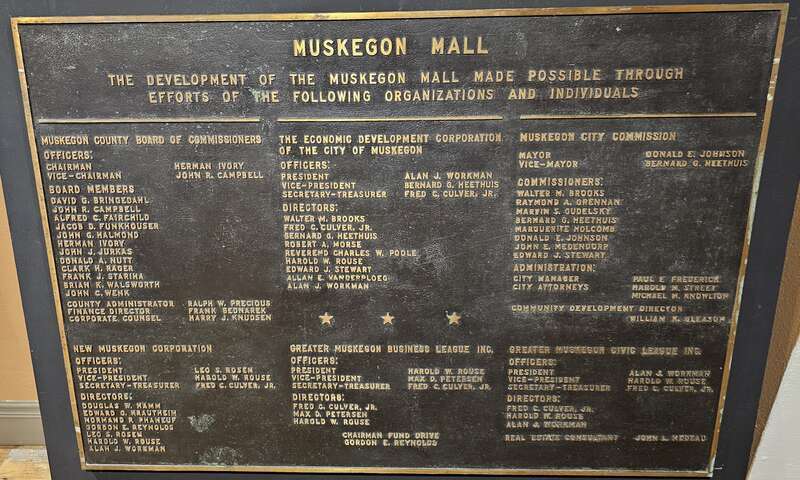 MUSKEGON MALL
THE DEVELOPMENT OF THE MUSKEGON MALL MADE POSSIBLE THROUGH
EFFORTS OF THE FOLLOWING ORGANIZATIONS AND INDIVIDUALS
MUSKEGON COUNTY BOARD OF COMMISSIONERS
OFFICERS:
CHAIRMAN HERMAN IVORY
VICE-CHAIRMAN JOHN R. CAMPBELL
BOARD MEMBERS
DAVID G. BRINGEDAHL
JOHN R. CAMPBELL
ALFRED C. FAIRCHILD
JACOB D. FUNKHOUSER
JOHN G. HALMOND
HERMAN IVORY
JOHN J. JURKAS
DONALD A. NUTT
CLARK H. RAGER
FRANK J. STARIHA
BRIAN K. WALSWORTH
JOHN C. WENK
COUNTY ADMINISTRATOR RALPH W. PRECIOUS
FINANCE DIRECTOR FRANK BEDNAREK
CORPORATE COUNSEL HARRY J. KNUDSEN
THE ECONOMIC DEVELOPMENT CORPORATION
OF THE CITY OF MUSKEGON
OFFICERS:
PRESIDENT ALAN J. WORKMAN
VICE-PRESIDENT BERNARD G. HEETHUIS
SECRETARY-TREASURER FRED C. CULVER, JR.
DIRECTORS:
WALTER M. BROOKS
FRED C. CULVER, JR.
BERNARD G. HEETHUIS
ROBERT A. MORSE
REVEREND CHARLES W. POOLE
HAROLD W. ROUSE
EDWARD J. STEWART
ALLAN E. VANDERPLOEG
ALAN J. WORKMAN
MUSKEGON CITY COMMISSION
MAYOR DONALD E. JOHNSON
VICE-MAYOR BERNARD G. HEETHUIS
COMMISSIONERS:
WALTER M. BROOKS
RAYMOND A. GRENNAN
MARVIN S. GUDELSKY
BERNARD G. HEETHUIS
MARGUERITE HOLCOMB
DONALD E. JOHNSON
JOHN E. MEDENDORP
EDWARD J. STEWART
ADMINISTRATION:
CITY MANAGER PAUL E. FREDERICK
CITY ATTORNEYS HAROLD M. STREET
MICHAEL M. KNOWLTON
COMMUNITY DEVELOPMENT DIRECTOR
WILLIAM K. GLEASON
NEW MUSKEGON CORPORATION
OFFICERS:
PRESIDENT LEO S. ROSEN
VICE-PRESIDENT HAROLD W. ROUSE
SECRETARY-TREASURER FRED C. CULVER, JR.
DIRECTORS:
DOUGLAS W. HAMM
EDWARD G. KRAUTHEIM
NORMAND R. PHANEUF
GORDON E. REYNOLDS
LEO S. ROSEN
HAROLD W. ROUSE
ALAN J. WORKMAN
GREATER MUSKEGON BUSINESS LEAGUE INC.
OFFICERS:
PRESIDENT HAROLD W. ROUSE
VICE-PRESIDENT MAX D. PETERSEN
SECRETARY-TREASURER FRED C. CULVER, JR.
DIRECTORS:
FRED C. CULVER, JR.
MAX D. PETERSEN
HAROLD W. ROUSE
CHAIRMAN FUND DRIVE
GORDON E. REYNOLDS
GREATER MUSKEGON CIVIC LEAGUE INC.
OFFICERS:
PRESIDENT ALAN J. WORKMAN
VICE-PRESIDENT HAROLD W. ROUSE
SECRETARY-TREASURER FRED C. CULVER, JR.
DIRECTORS:
FRED C. CULVER, JR.
HAROLD W. ROUSE
ALAN J. WORKMAN
REAL ESTATE CONSULTANT JOHN L. MEDEAU